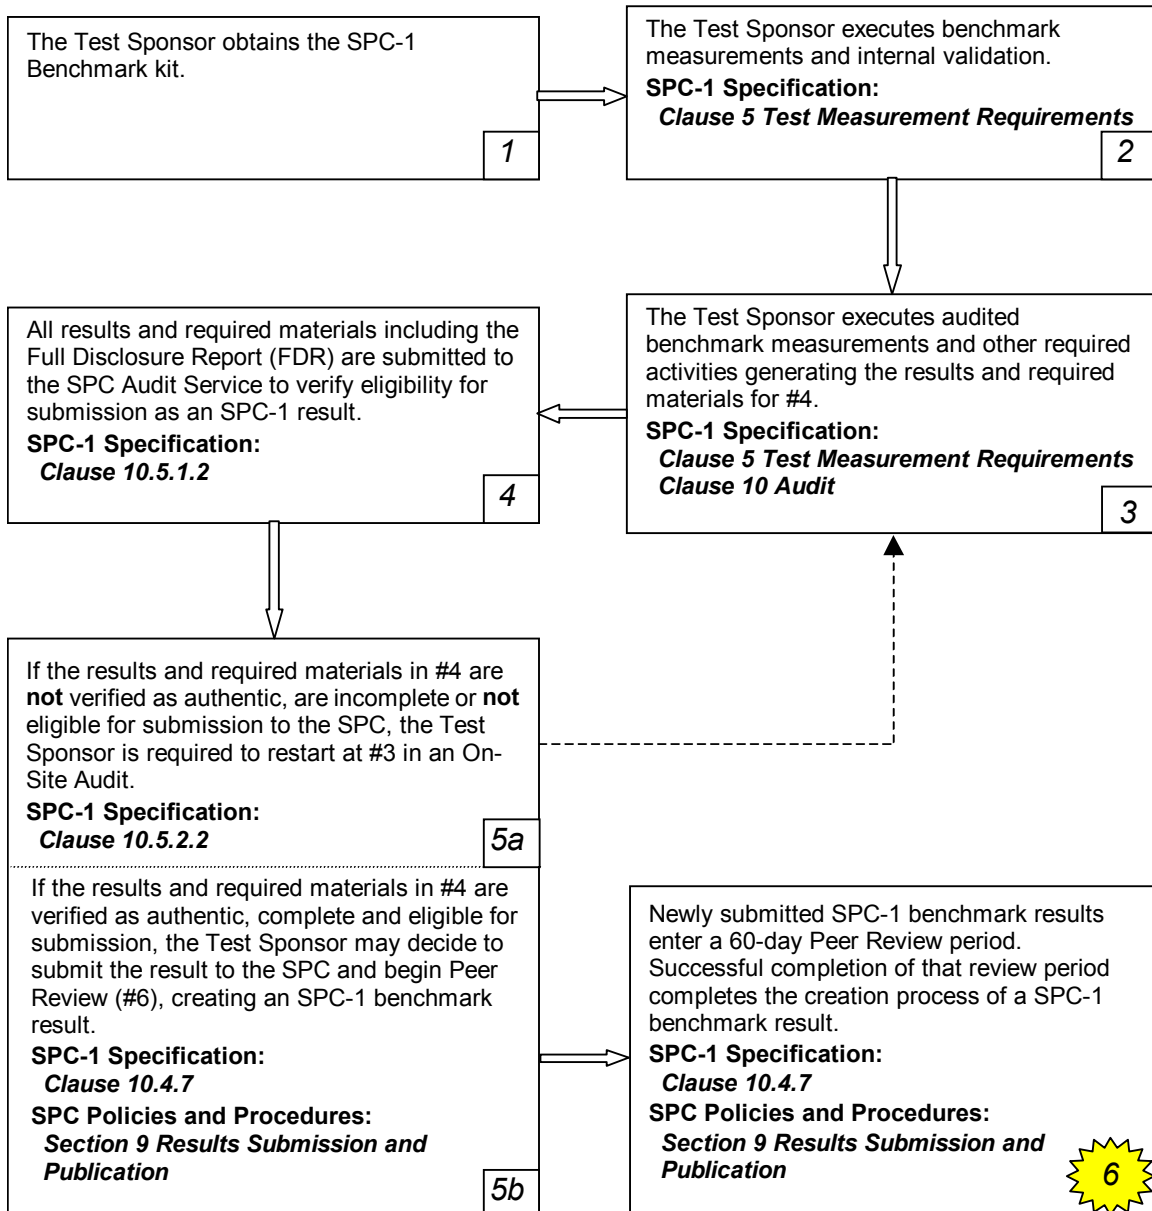 The Test Sponsor obtains the SPC-1
Benchmark kit.
1
The Test Sponsor executes benchmark
measurements and internal validation.
SPC-1 Specification:
Clause 5 Test Measurement Requirements
2
The Test Sponsor executes audited
benchmark measurements and other required
activities generating the results and required
materials for #4.
SPC-1 Specification:
Clause 5 Test Measurement Requirements
Clause 10 Audit
3
All results and required materials including the
Full Disclosure Report (FDR) are submitted to
the SPC Audit Service to verify eligibility for
submission as an SPC-1 result.
SPC-1 Specification:
Clause 10.5.1.2
4
If the results and required materials in #4 are
not verified as authentic, are incomplete or not
eligible for submission to the SPC, the Test
Sponsor is required to restart at #3 in an On-
Site Audit.
SPC-1 Specification:
Clause 10.5.2.2
5a
If the results and required materials in #4 are
verified as authentic, complete and eligible for
submission, the Test Sponsor may decide to
submit the result to the SPC and begin Peer
Review (#6), creating an SPC-1 benchmark
result.
SPC-1 Specification:
Clause 10.4.7
SPC Policies and Procedures:
Section 9 Results Submission and
Publication
5b
Newly submitted SPC-1 benchmark results
enter a 60-day Peer Review period.
Successful completion of that review period
completes the creation process of a SPC-1
benchmark result.
SPC-1 Specification:
Clause 10.4.7
SPC Policies and Procedures:
Section 9 Results Submission and
Publication
6